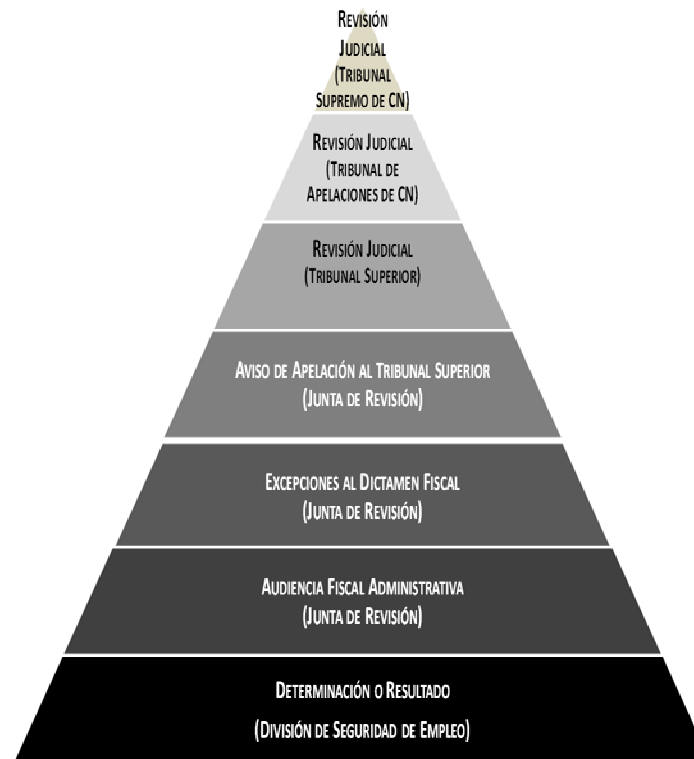 REVISIÓN
JUDICIAL
(TRIBUNAL
SUPREMO DE CN)
REVISIÓN JUDICIAL
(TRIBUNAL DE
APELACIONES DE CN)
REVISIÓN JUDICIAL
(TRIBUNAL SUPERIOR)
AVISO DE APELACIÓN AL TRIBUNAL SUPERIOR
(JUNTA DE REVISIÓN)
EXCEPCIONES AL DICTAMEN FISCAL
(JUNTA DE REVISIÓN)
AUDIENCIA FISCAL ADMINISTRATIVA
(JUNTA DE REVISIÓN)
DETERMINACIÓN O RESULTADO
(DIVISIÓN DE SEGURIDAD DE EMPLEO)